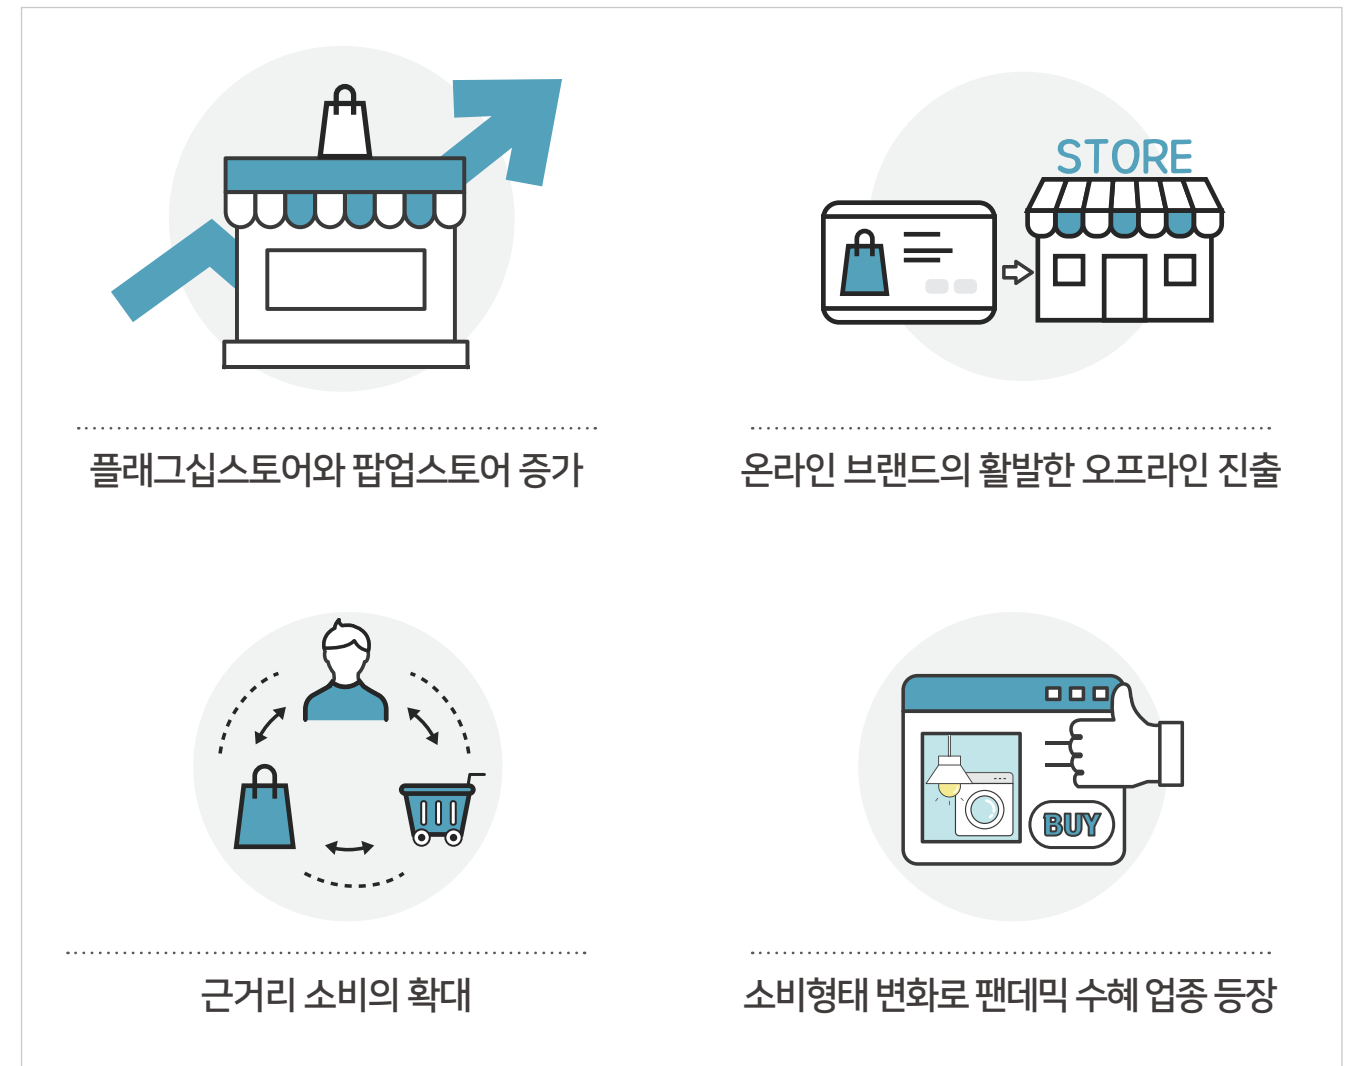 STORE
플래그십스토어와 팝업스토어 증가
온라인 브랜드의 활발한 오프라인 진출
BUY
근거리 소비의 확대
소비형태 변화로 팬데믹 수혜 업종 등장